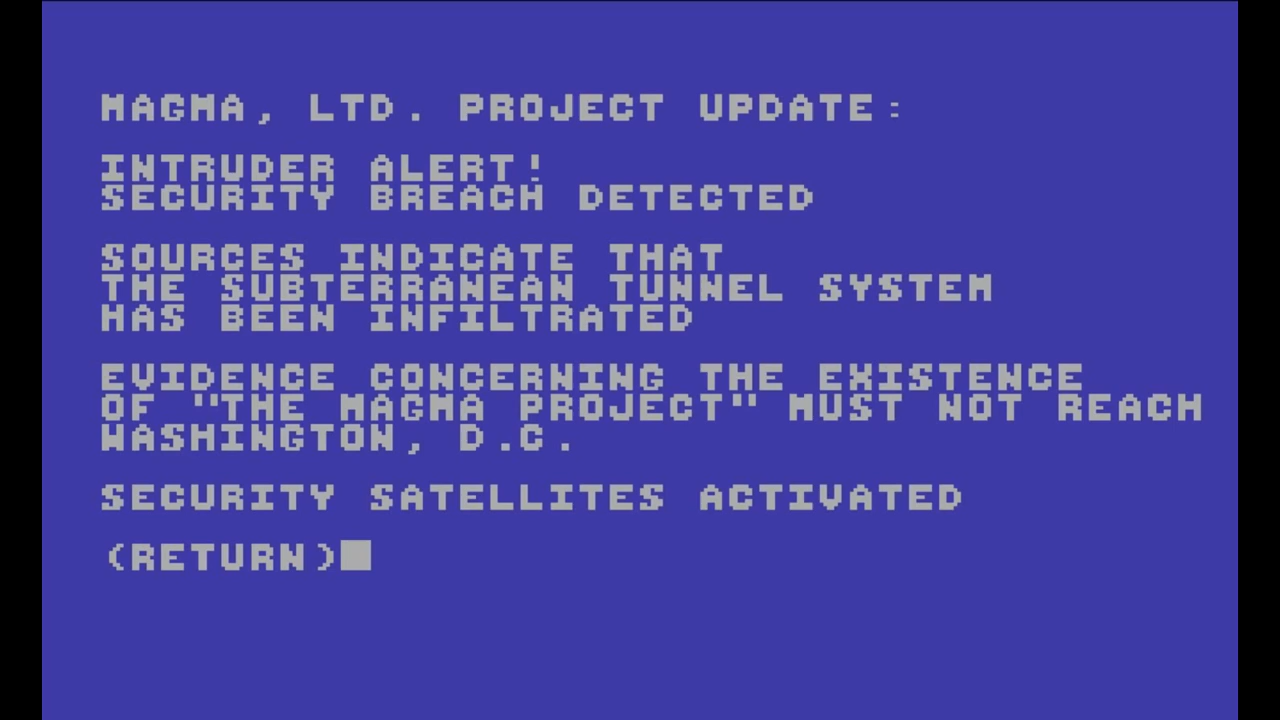 MAGMA, LTD. PROJECT UPDATE:
INTRUDER ALERT!
SECURITY BREACH DETECTED
SOURCES INDICATE THAT
THE SUBTERRANEAN TUNNEL SYSTEM
HAS BEEN INFILTRATED
EVIDENCE CONCERNING THE EXISTENCE
OF "THE MAGMA PROJECT" MUST NOT REACH
WASHINGTON, D.C.
SECURITY SATELLITES ACTIVATED
(RETURN)